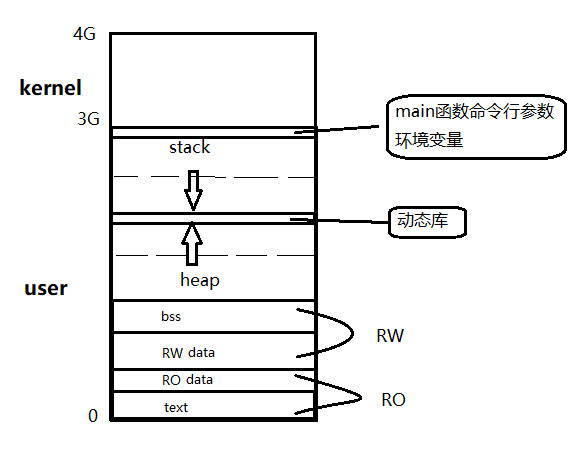 4G
kernel
3G
main函数命令行参数
环境变量
stack
动态库
heap
user
bss
RW
RW data
RO data
RO
text
0